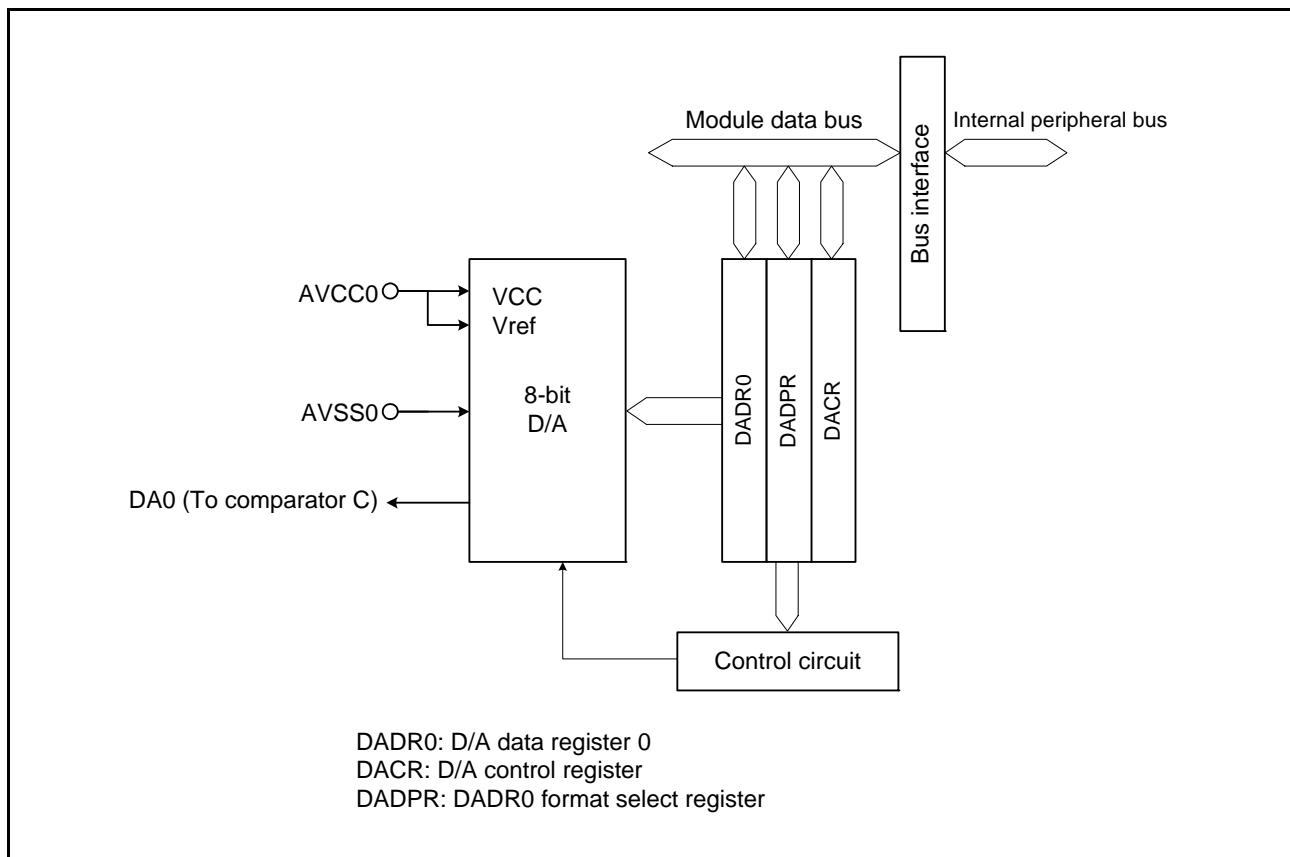 Module data bus
Internal peripheral bus
Bus interface
AVCC0
VCC
Vref
AVSS0
8-bit
D/A
DA0 (To comparator C)
DADR0
DADPR
DACR
Control circuit
DADR0: D/A data register 0
DACR: D/A control register
DADPR: DADR0 format select register